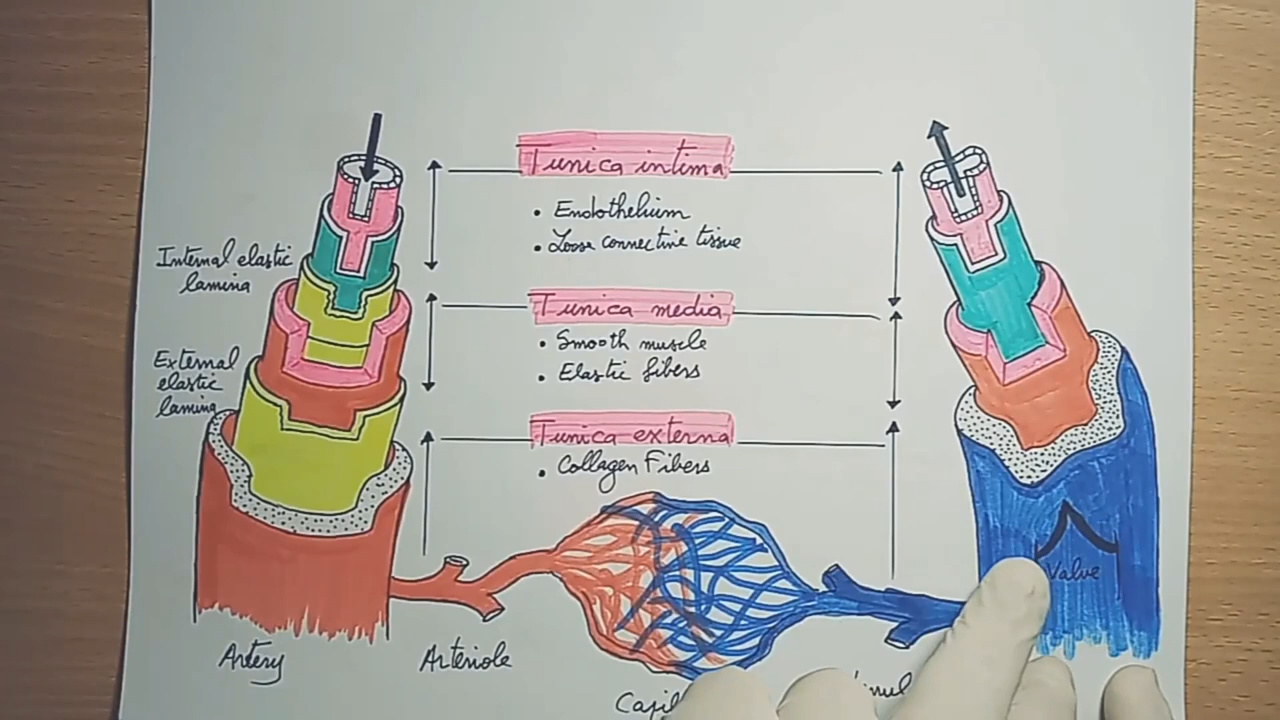 Tunica intima
• Endothelium
• Loose connective tissue
Internal elastic
lamina
Tunica media
• Smooth muscle
• Elastic fibers
External
elastic
lamina
Tunica externa
• Collagen Fibers
Valve
Artery
Arteriole